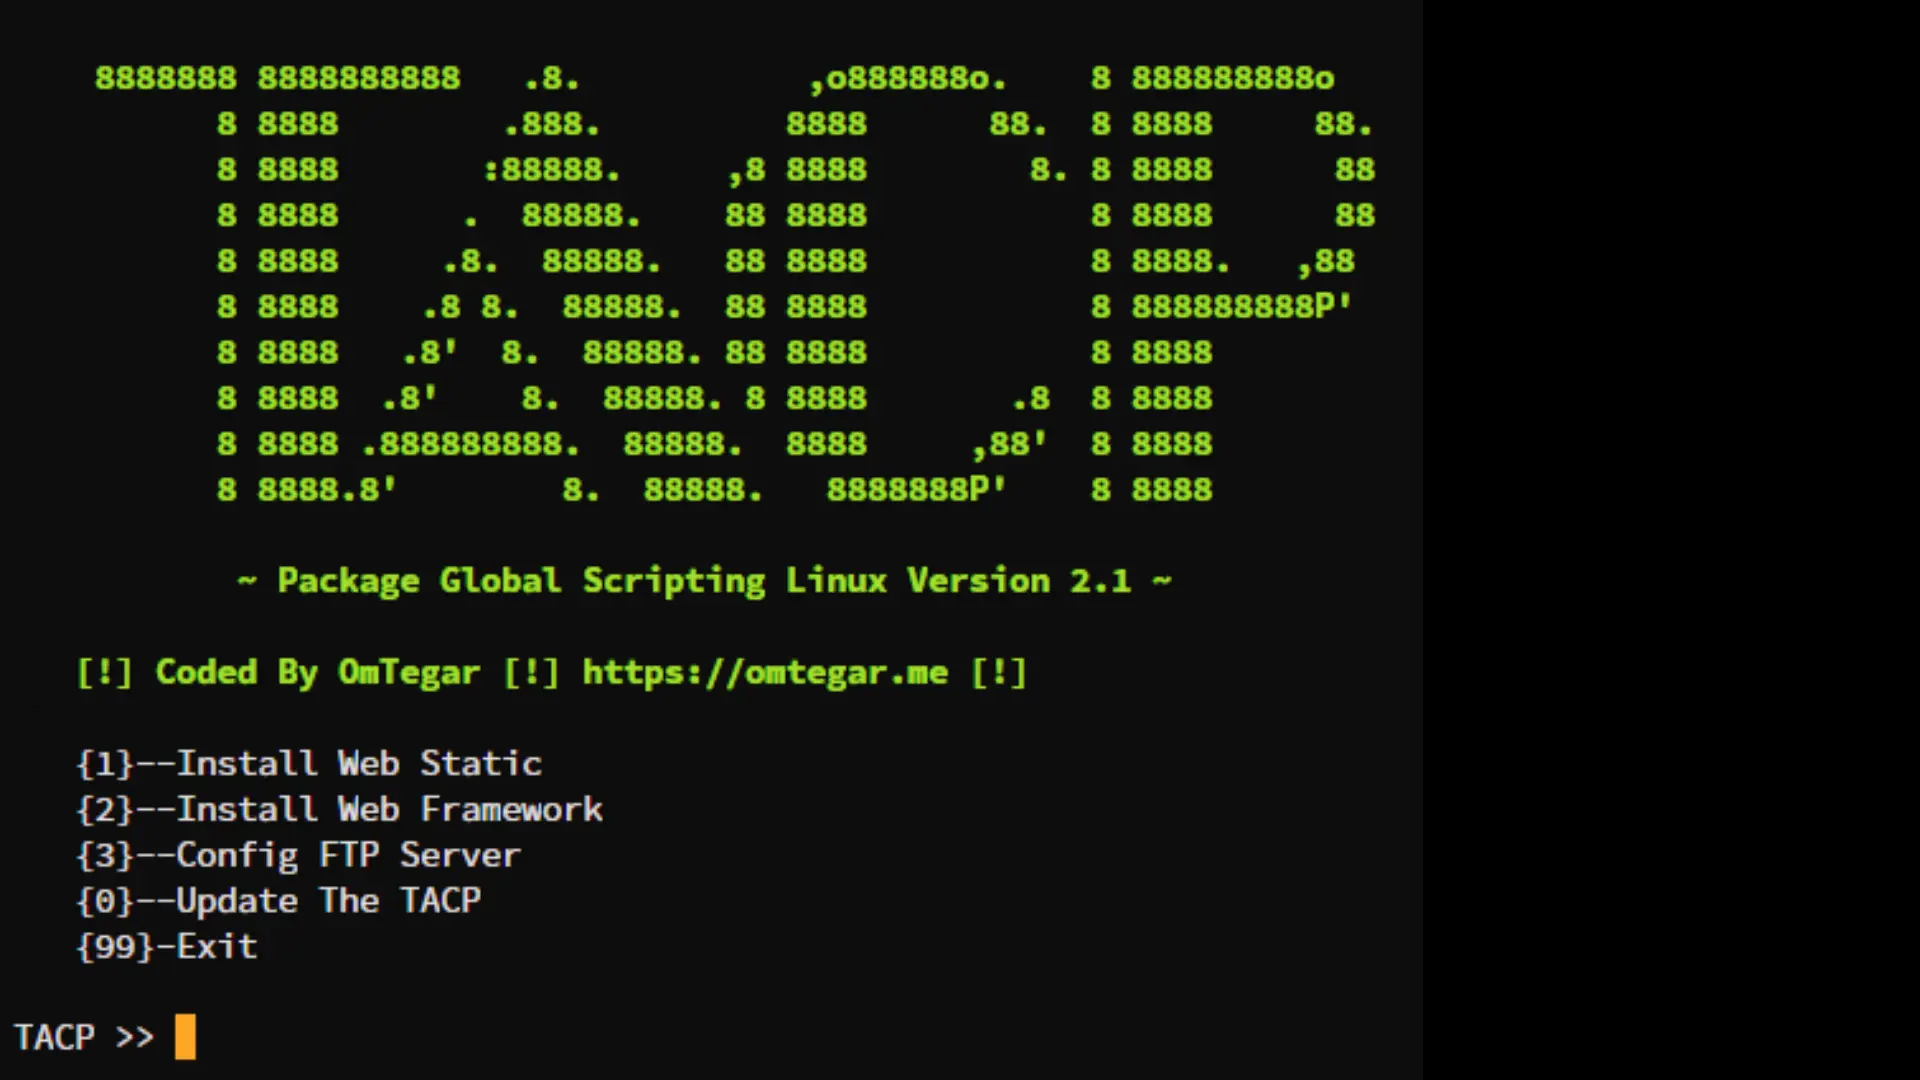 8888888 8888888888   .8.           ,o888888o.    8 888888888o
      8 8888        .888.         8888     88.  8 8888     88.
      8 8888       :88888.     ,8 8888        8. 8 8888      88
      8 8888      .  88888.    88 8888           8 8888      88
      8 8888     .8.  88888.   88 8888           8 8888.   ,88
      8 8888    .8 8.  88888.  88 8888           8 888888888P'
      8 8888   .8'  8.  88888. 88 8888           8 8888
      8 8888  .8'    8.  88888. 8 8888       .8  8 8888
      8 8888 .888888888.  88888.  8888     ,88'  8 8888
      8 8888.8'        8.  88888.   8888888P'    8 8888
~ Package Global Scripting Linux Version 2.1 ~
[!] Coded By OmTegar [!] https://omtegar.me [!]
{1}--Install Web Static
{2}--Install Web Framework
{3}--Config FTP Server
{0}--Update The TACP
{99}-Exit
TACP >>